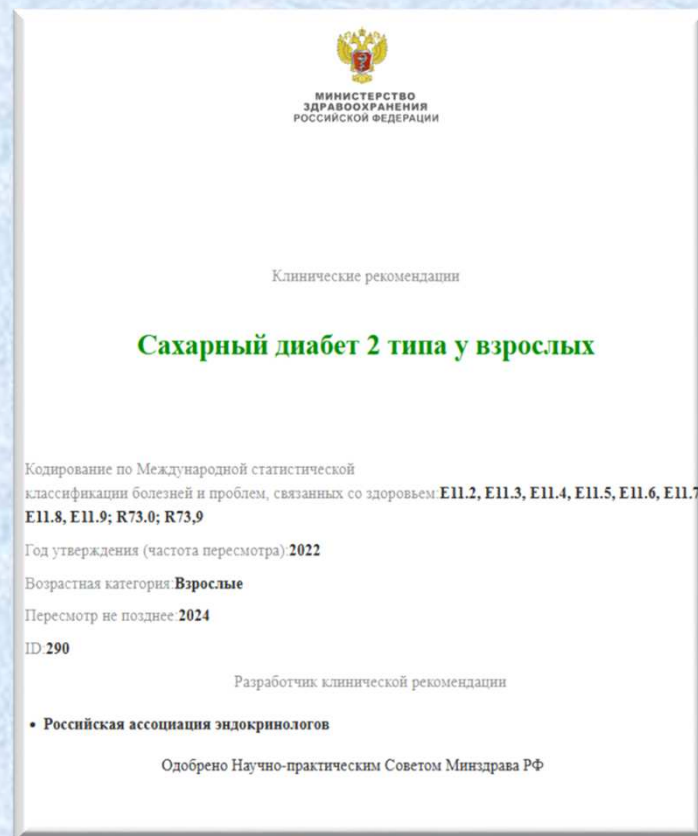 МИНИСТЕРСТВО
ЗДРАВООХРАНЕНИЯ
РОССИЙСКОЙ ФЕДЕРАЦИИ
Клинические рекомендации
Сахарный диабет 2 типа у взрослых
Кодирование по Международной статистической
классификации болезней и проблем, связанных со здоровьем:E11.2, E11.3, E11.4, E11.5, E11.6, E11.7
E11.8, E11.9; R73.0; R73,9
Год утверждения (частота пересмотра):2022
Возрастная категория:Взрослые
Пересмотр не позднее:2024
ID:290
Разработчик клинической рекомендации
• Российская ассоциация эндокринологов
Одобрено Научно-практическим Советом Минздрава РФ